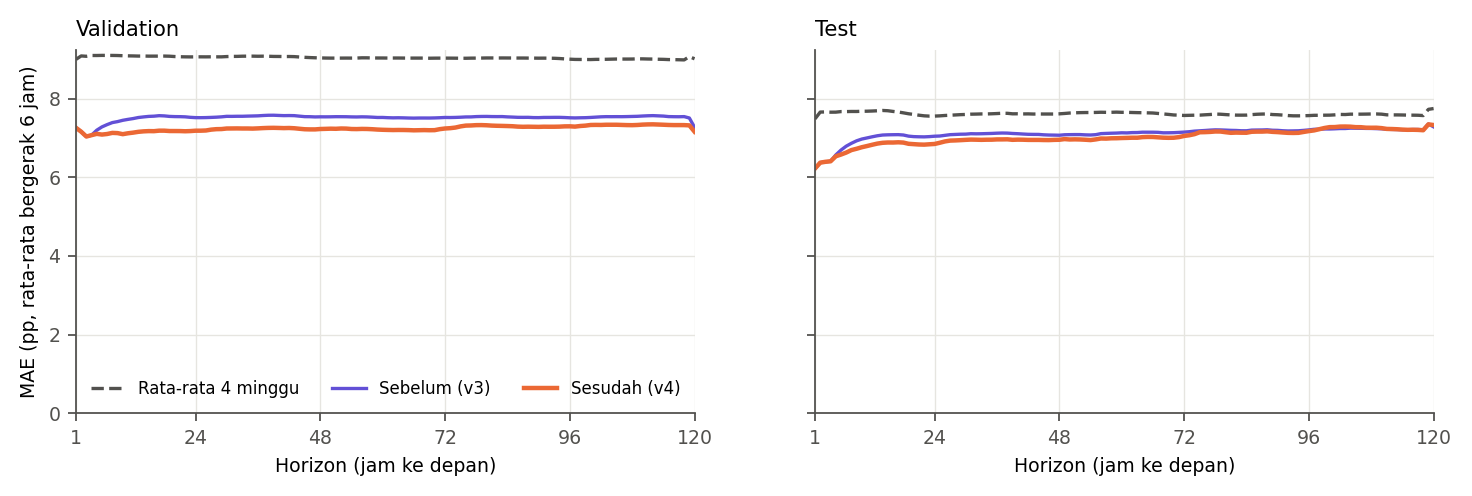 Validation
MAE (pp, rata-rata bergerak 6 jam)
8
6
4
2
0
Rata-rata 4 minggu
Sebelum (v3)
Sesudah (v4)
1 24 48 72 96 120
Horizon (jam ke depan)
Test
1 24 48 72 96 120
Horizon (jam ke depan)